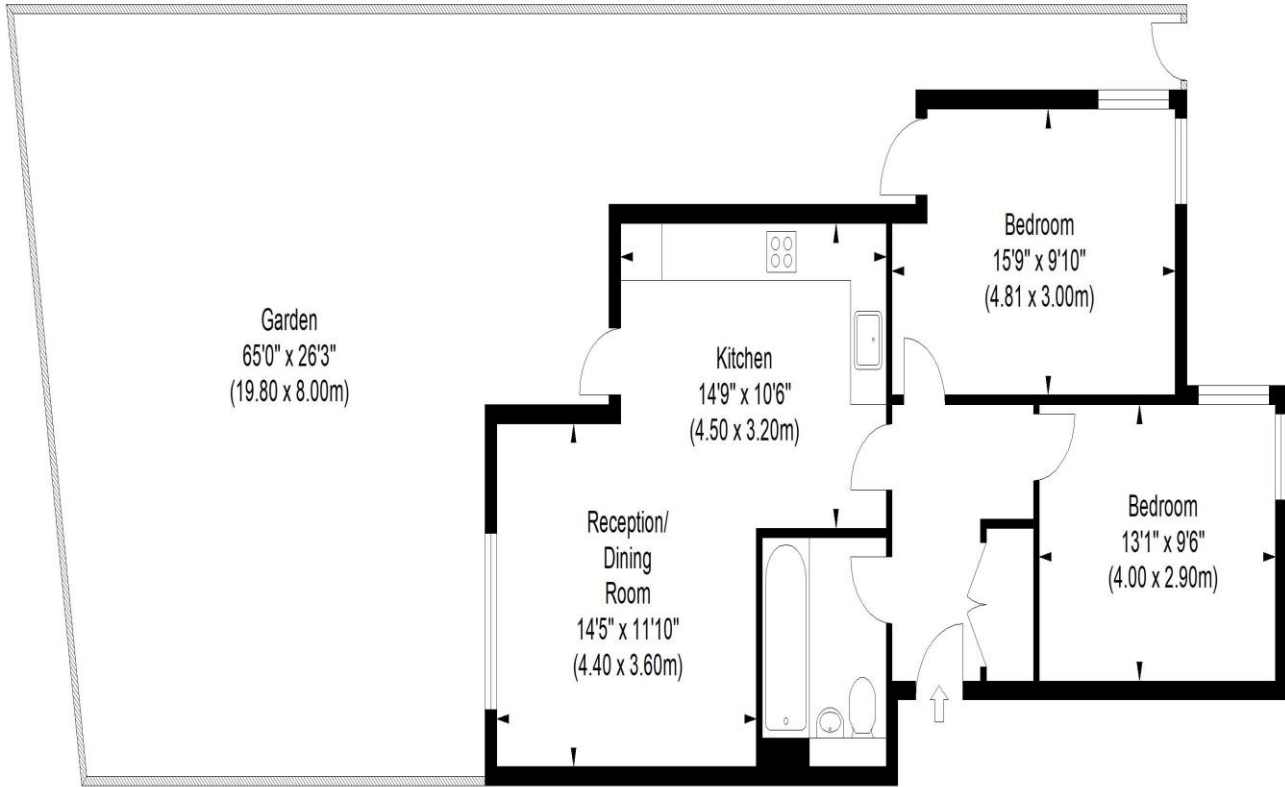 Garden
65'0" x 26'3"
(19.80 x 8.00m)
Bedroom
15'9" x 9'10"
(4.81 x 3.00m)
Kitchen
14'9" x 10'6"
(4.50 x 3.20m)
Reception/
Dining
Room
14'5" x 11'10"
(4.40 x 3.60m)
Bedroom
13'1" x 9'6"
(4.00 x 2.90m)